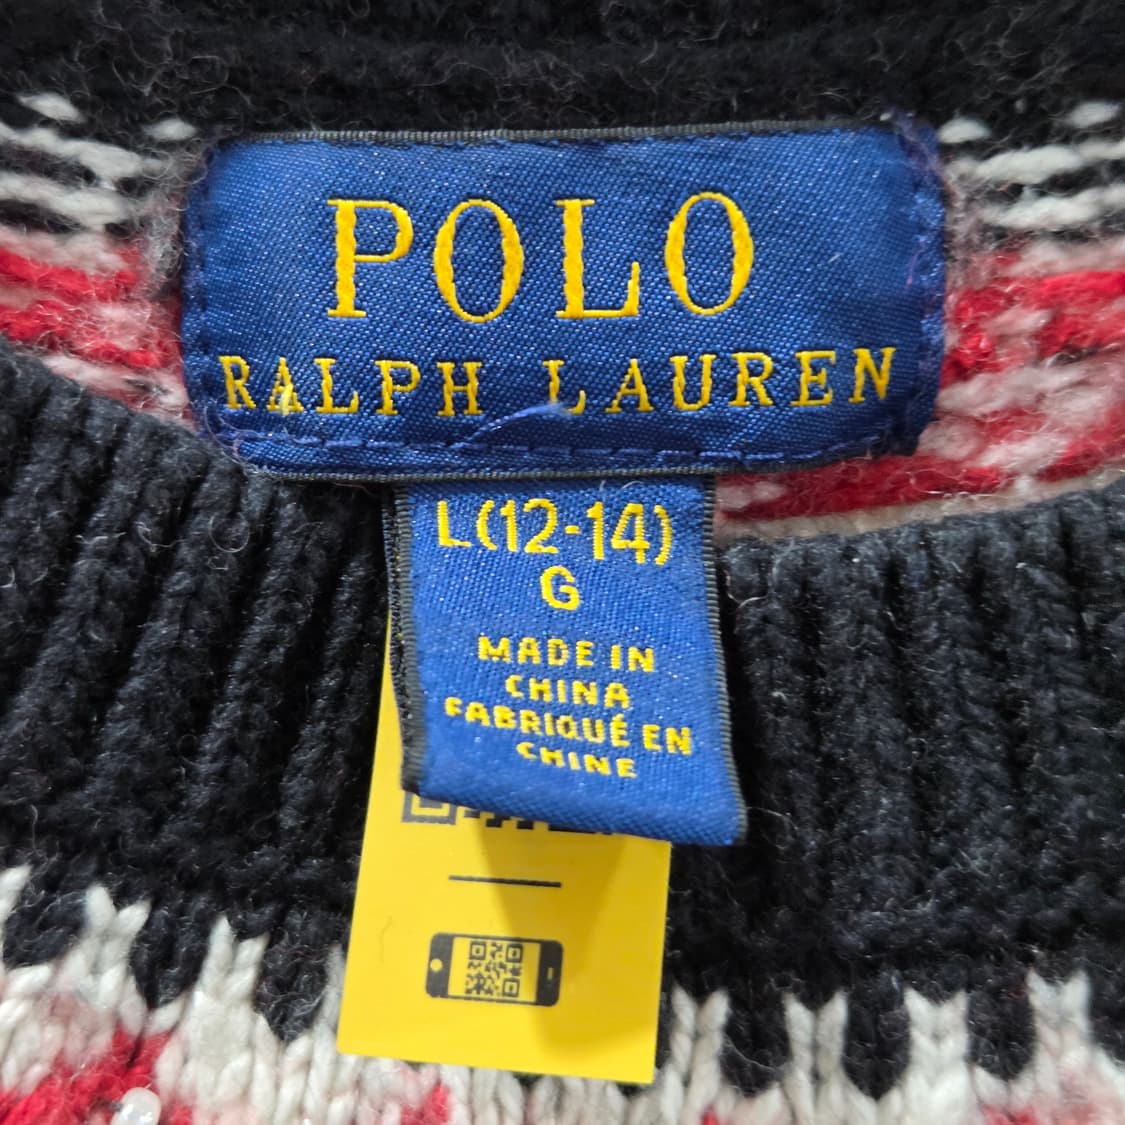 POLO
RALPH LAUREN
L(12-14)
G
MADE IN
CHINA
FABRIQUÉ EN
CHINE